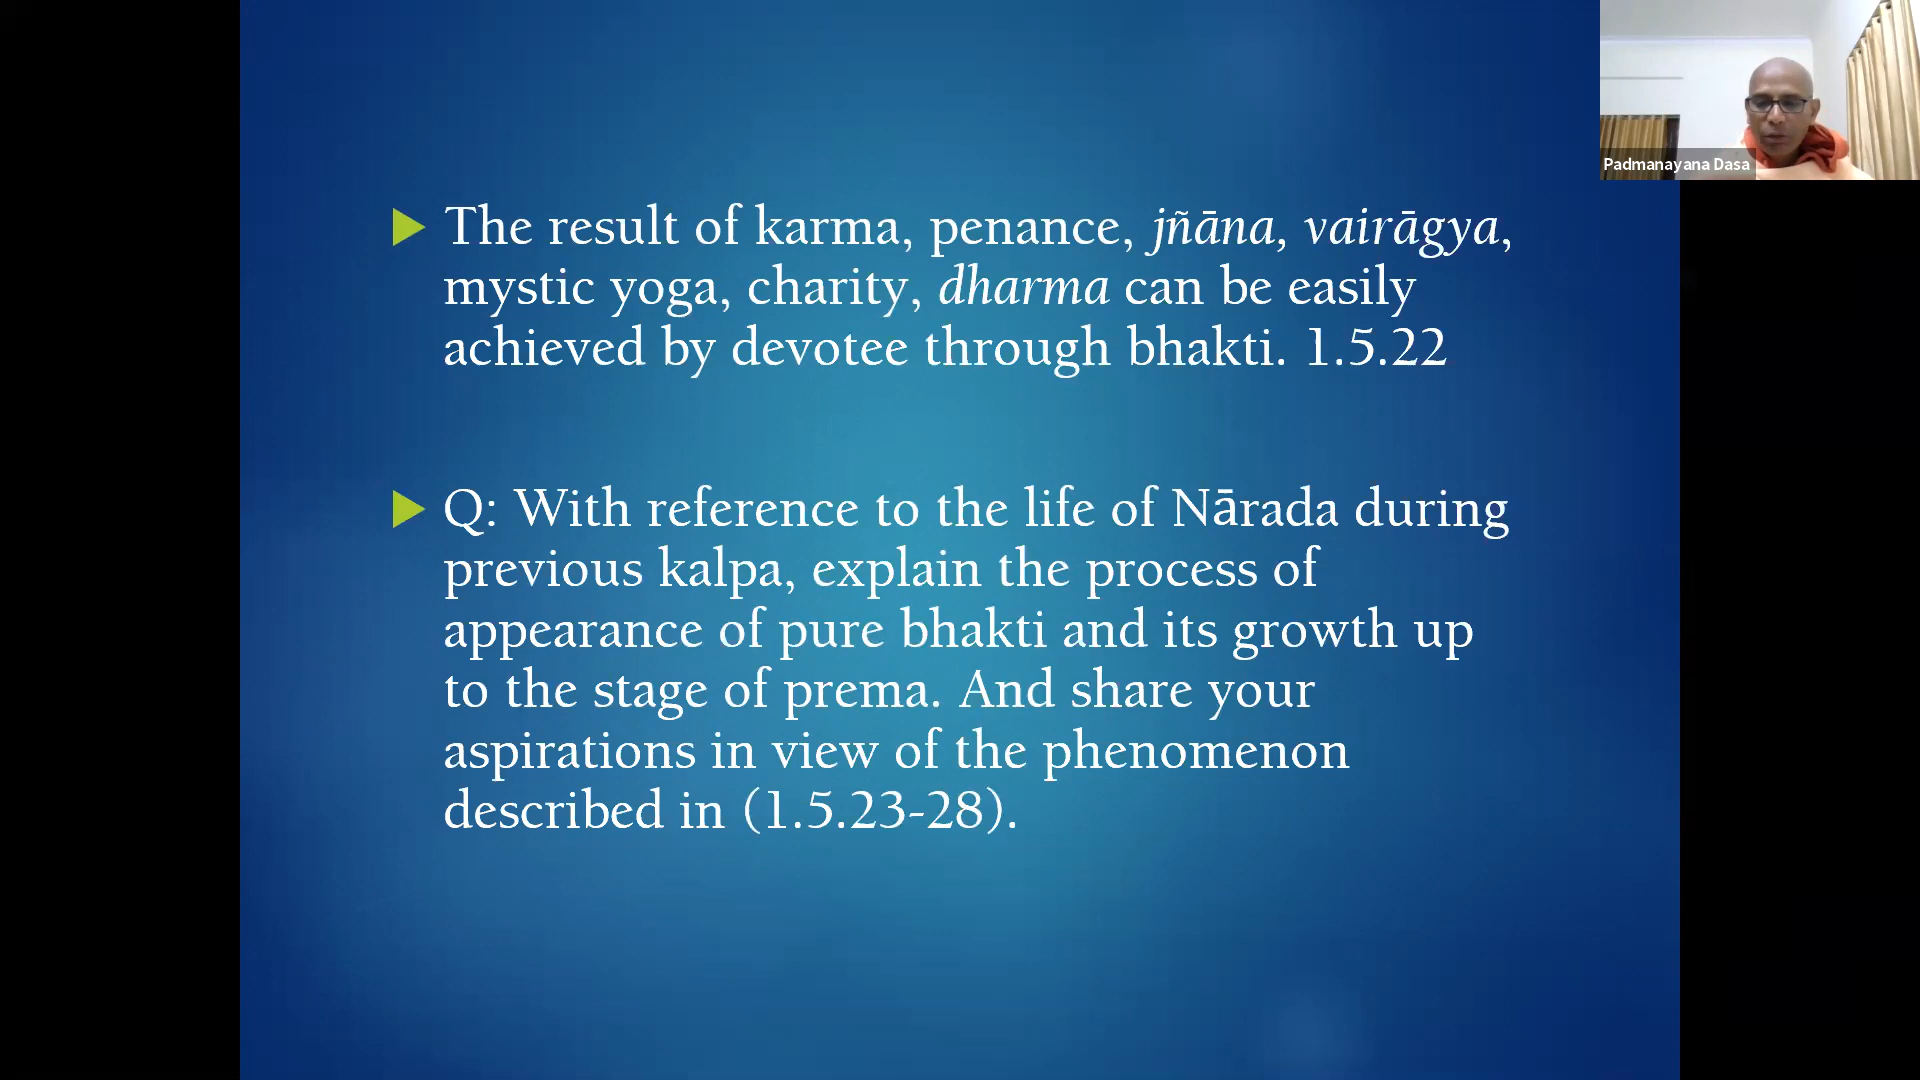 The result of karma, penance, jñāna, vairāgya,
mystic yoga, charity, dharma can be easily
achieved by devotee through bhakti. 1.5.22
Q: With reference to the life of Nārada during
previous kalpa, explain the process of
appearance of pure bhakti and its growth up
to the stage of prema. And share your
aspirations in view of the phenomenon
described in (1.5.23-28).
Padmanayana Dasa